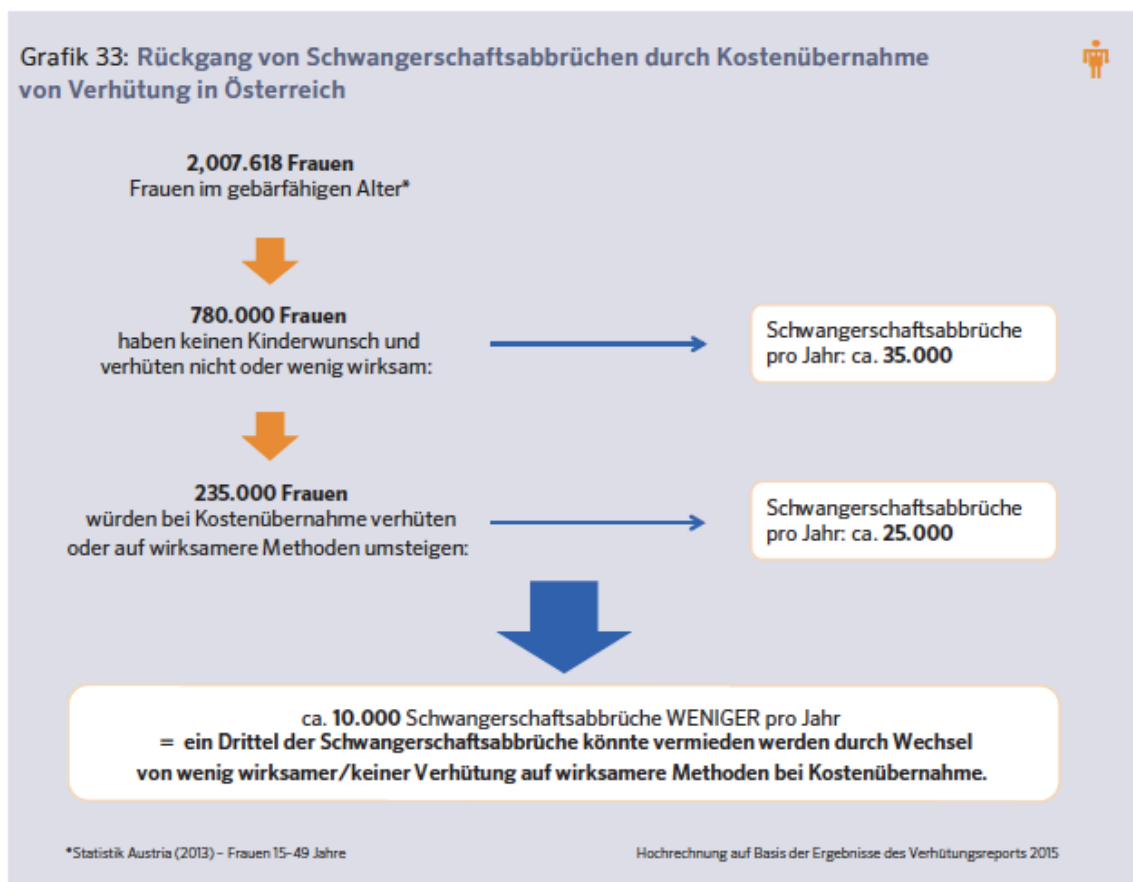 Grafik 33: Rückgang von Schwangerschaftsabbrüchen durch Kostenübernahme
von Verhütung in Österreich
2,007.618 Frauen
Frauen im gebärfähigen Alter*
780.000 Frauen
haben keinen Kinderwunsch und
verhüten nicht oder wenig wirksam:
Schwangerschaftsabbrüche
pro Jahr: ca. 35.000
235.000 Frauen
würden bei Kostenübernahme verhüten
oder auf wirksamere Methoden umsteigen:
Schwangerschaftsabbrüche
pro Jahr: ca. 25.000
ca. 10.000 Schwangerschaftsabbrüche WENIGER pro Jahr
= ein Drittel der Schwangerschaftsabbrüche könnte vermieden werden durch Wechsel
von wenig wirksamer/keiner Verhütung auf wirksamere Methoden bei Kostenübernahme.
*Statistik Austria (2013) – Frauen 15–49 Jahre
Hochrechnung auf Basis der Ergebnisse des Verhütungsreports 2015